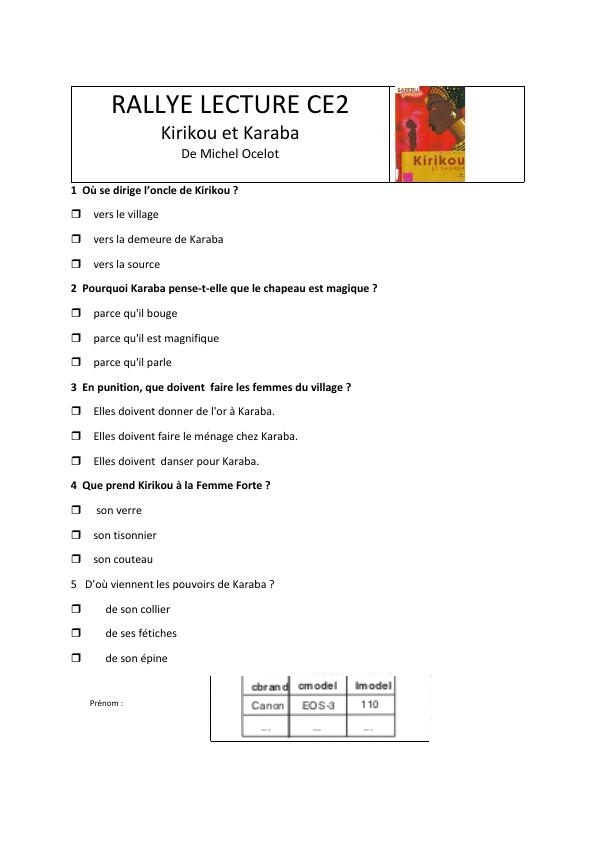 RALLYE LECTURE CE2
Kirikou et Karaba
De Michel Ocelot
Kirikou
ET KARABA
1 Où se dirige l’oncle de Kirikou ?
❒ vers le village
❒ vers la demeure de Karaba
❒ vers la source
2 Pourquoi Karaba pense-t-elle que le chapeau est magique ?
❒ parce qu'il bouge
❒ parce qu'il est magnifique
❒ parce qu'il parle
3 En punition, que doivent faire les femmes du village ?
❒ Elles doivent donner de l'or à Karaba.
❒ Elles doivent faire le ménage chez Karaba.
❒ Elles doivent danser pour Karaba.
4 Que prend Kirikou à la Femme Forte ?
❒ son verre
❒ son tisonnier
❒ son couteau
5 D’où viennent les pouvoirs de Karaba ?
❒ de son collier
❒ de ses fétiches
❒ de son épine
cbrand cmodel lmodel
Prénom : Canon EOS-3 110
... ... ...